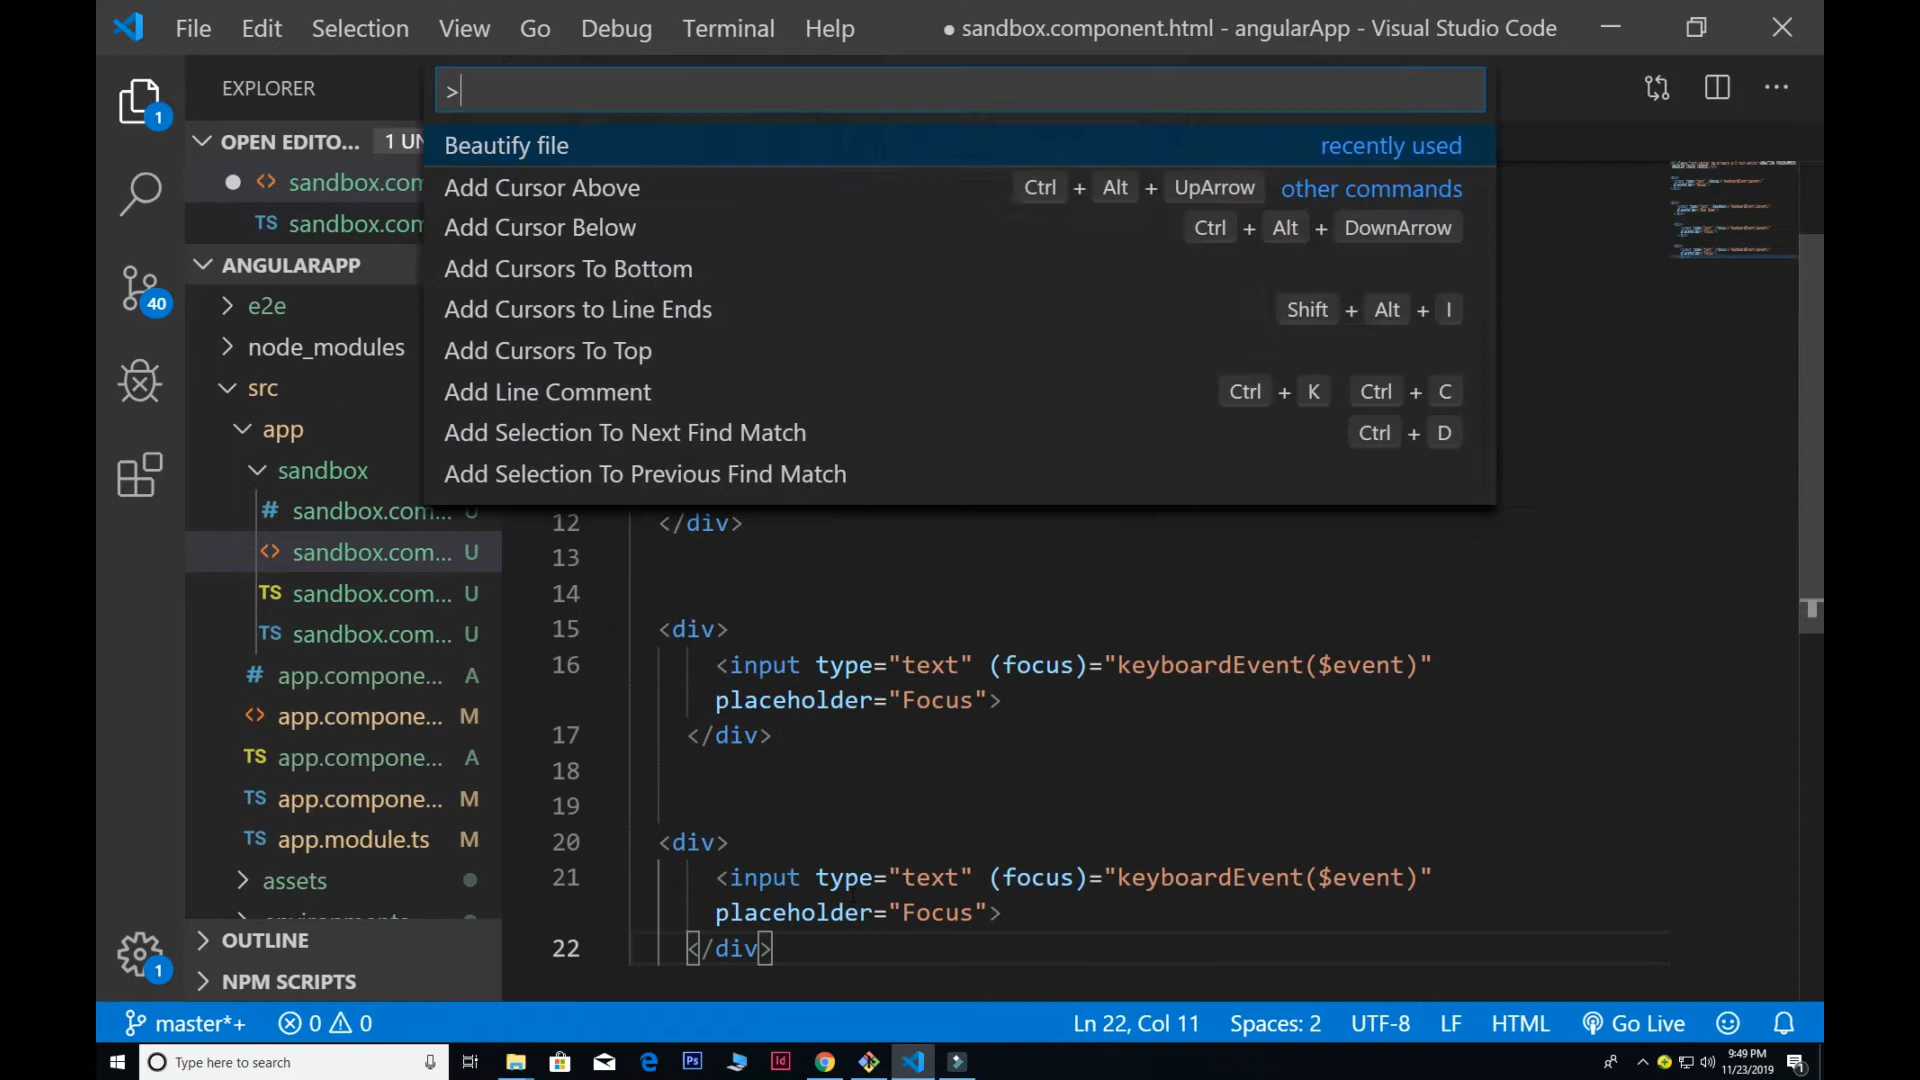 File Edit Selection View Go Debug Terminal Help
● sandbox.component.html - angularApp - Visual Studio Code
EXPLORER
>
OPEN EDITO... 1 UN
sandbox.com
TS sandbox.com
Beautify file recently used
Add Cursor Above Ctrl + Alt + UpArrow other commands
Add Cursor Below Ctrl + Alt + DownArrow
Add Cursors To Bottom
Add Cursors to Line Ends Shift + Alt + I
Add Cursors To Top
Add Line Comment Ctrl + K Ctrl + C
Add Selection To Next Find Match Ctrl + D
Add Selection To Previous Find Match
ANGULARAPP
e2e
node_modules
src
app
sandbox
# sandbox.com... U
<> sandbox.com... U
TS sandbox.com... U
TS sandbox.com... U
# app.compone... A
<> app.compone... M
TS app.compone... A
TS app.compone... M
TS app.module.ts M
assets
OUTLINE
NPM SCRIPTS
1
40
1
12 </div>
13
14
15 <div>
16 <input type="text" (focus)="keyboardEvent($event)"
placeholder="Focus">
17 </div>
18
19
20 <div>
21 <input type="text" (focus)="keyboardEvent($event)"
placeholder="Focus">
22 </div>
master*+ 0 0 Ln 22, Col 11 Spaces: 2 UTF-8 LF HTML Go Live
Type here to search
Ps
Id
9:49 PM
11/23/2019
1